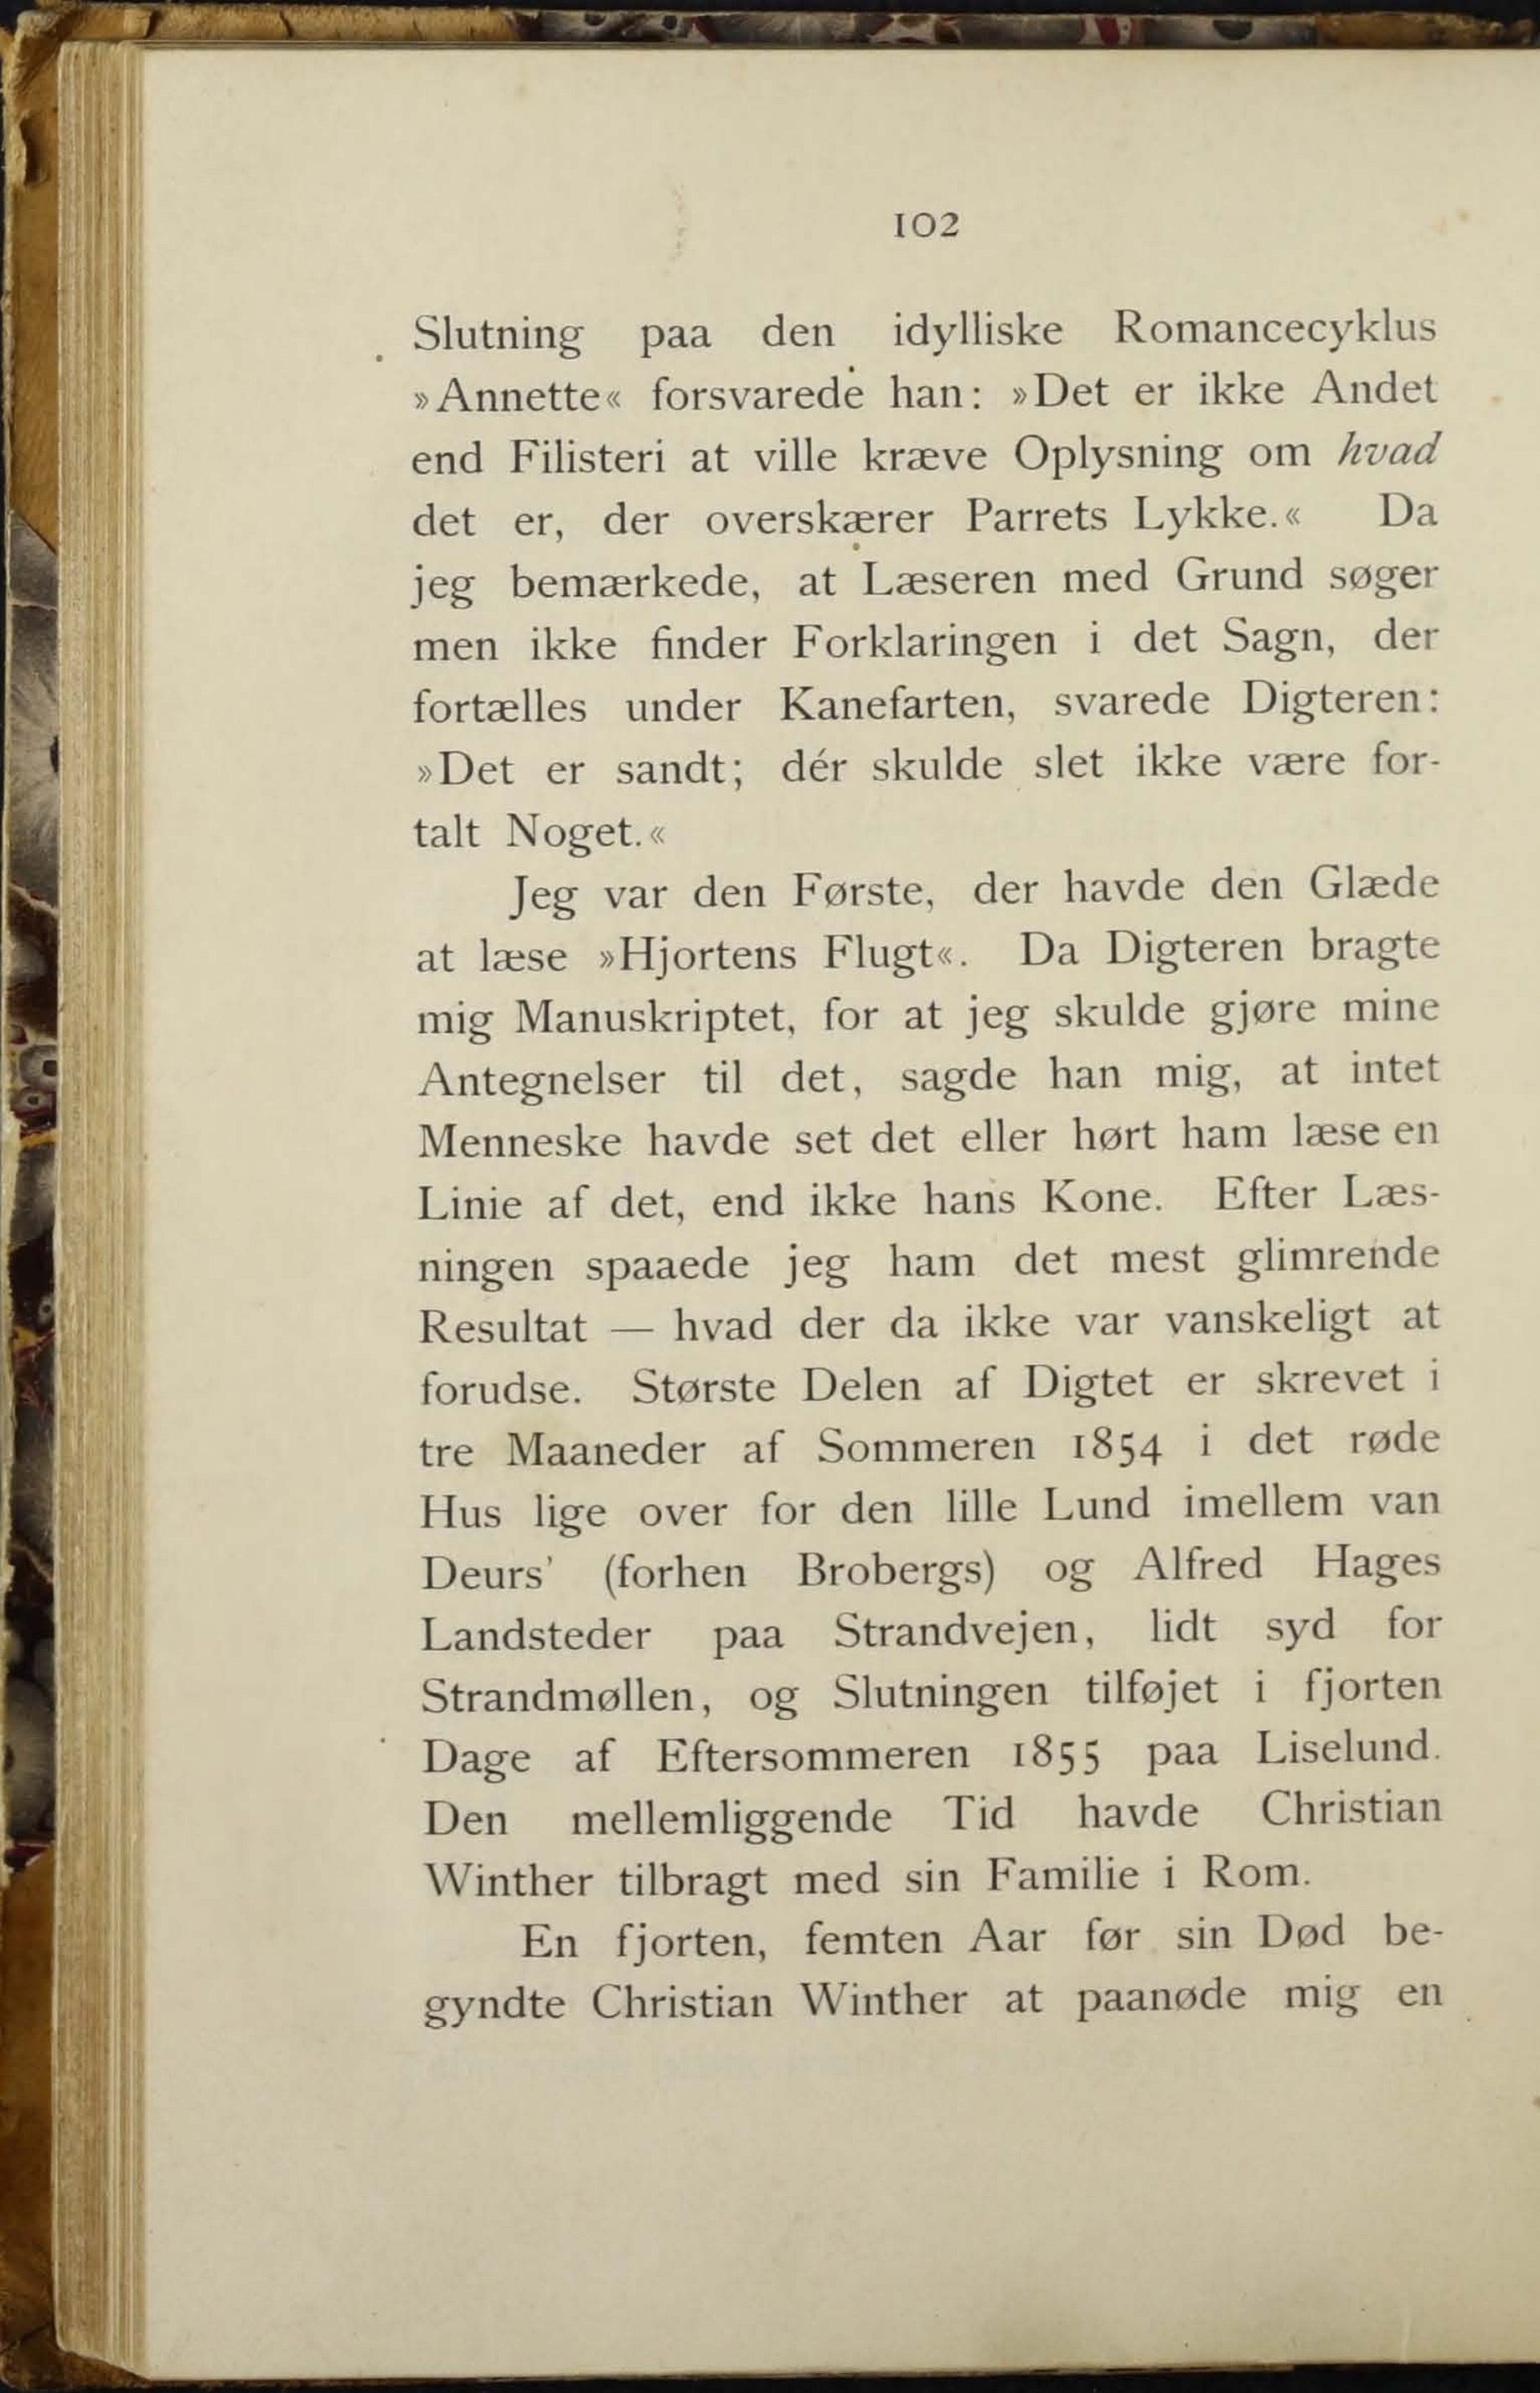 102
Slutning paa den idylliske Romancecyklus
»Annette« forsvarede han: »Det er ikke Andet
end Filisteri at ville kræve Oplysning om hvad
det er, der overskærer Parrets Lykke.« Da
jeg bemærkede, at Læseren med Grund søger
men ikke finder Forklaringen i det Sagn, der
fortælles under Kanefarten, svarede Digteren:
»Det er sandt; dér skulde slet ikke være for-
talt Noget.«
Jeg var den Første, der havde den Glæde
at læse »Hjortens Flugt«. Da Digteren bragte
mig Manuskriptet, for at jeg skulde gjøre mine
Antegnelser til det, sagde han mig, at intet
Menneske havde set det eller hørt ham læse en
Linie af det, end ikke hans Kone. Efter Læs-
ningen spaaede jeg ham det mest glimrende
Resultat — hvad der da ikke var vanskeligt at
forudse. Største Delen af Digtet er skrevet i
tre Maaneder af Sommeren 1854 i det røde
Hus lige over for den lille Lund imellem van
Deurs' (forhen Brobergs) og Alfred Hages
Landsteder paa Strandvejen, lidt syd for
Strandmøllen, og Slutningen tilføjet i fjorten
Dage af Eftersommeren 1855 paa Liselund.
Den mellemliggende Tid havde Christian
Winther tilbragt med sin Familie i Rom.
En fjorten, femten Aar før sin Død be-
gyndte Christian Winther at paanøde mig en